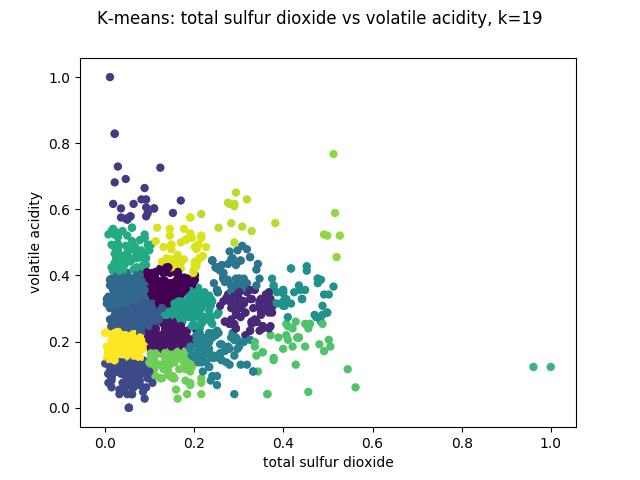 K-means: total sulfur dioxide vs volatile acidity, k=19
volatile acidity
1.0
0.8
0.6
0.4
0.2
0.0
0.0 0.2 0.4 0.6 0.8 1.0
total sulfur dioxide